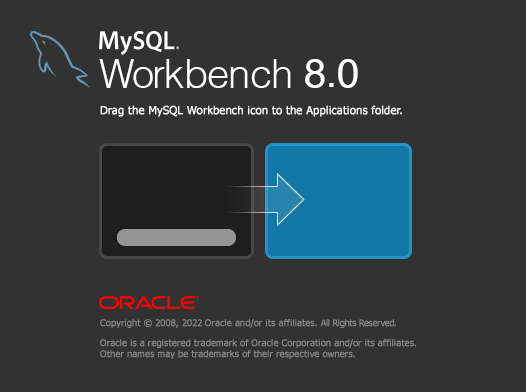 MySQL.
Workbench 8.0
Drag the MySQL Workbench icon to the Applications folder.
ORACLE
Copyright © 2008, 2022 Oracle and/or its affiliates. All Rights Reserved.
Oracle is a registered trademark of Oracle Corporation and/or its affiliates.
Other names may be trademarks of their respective owners.